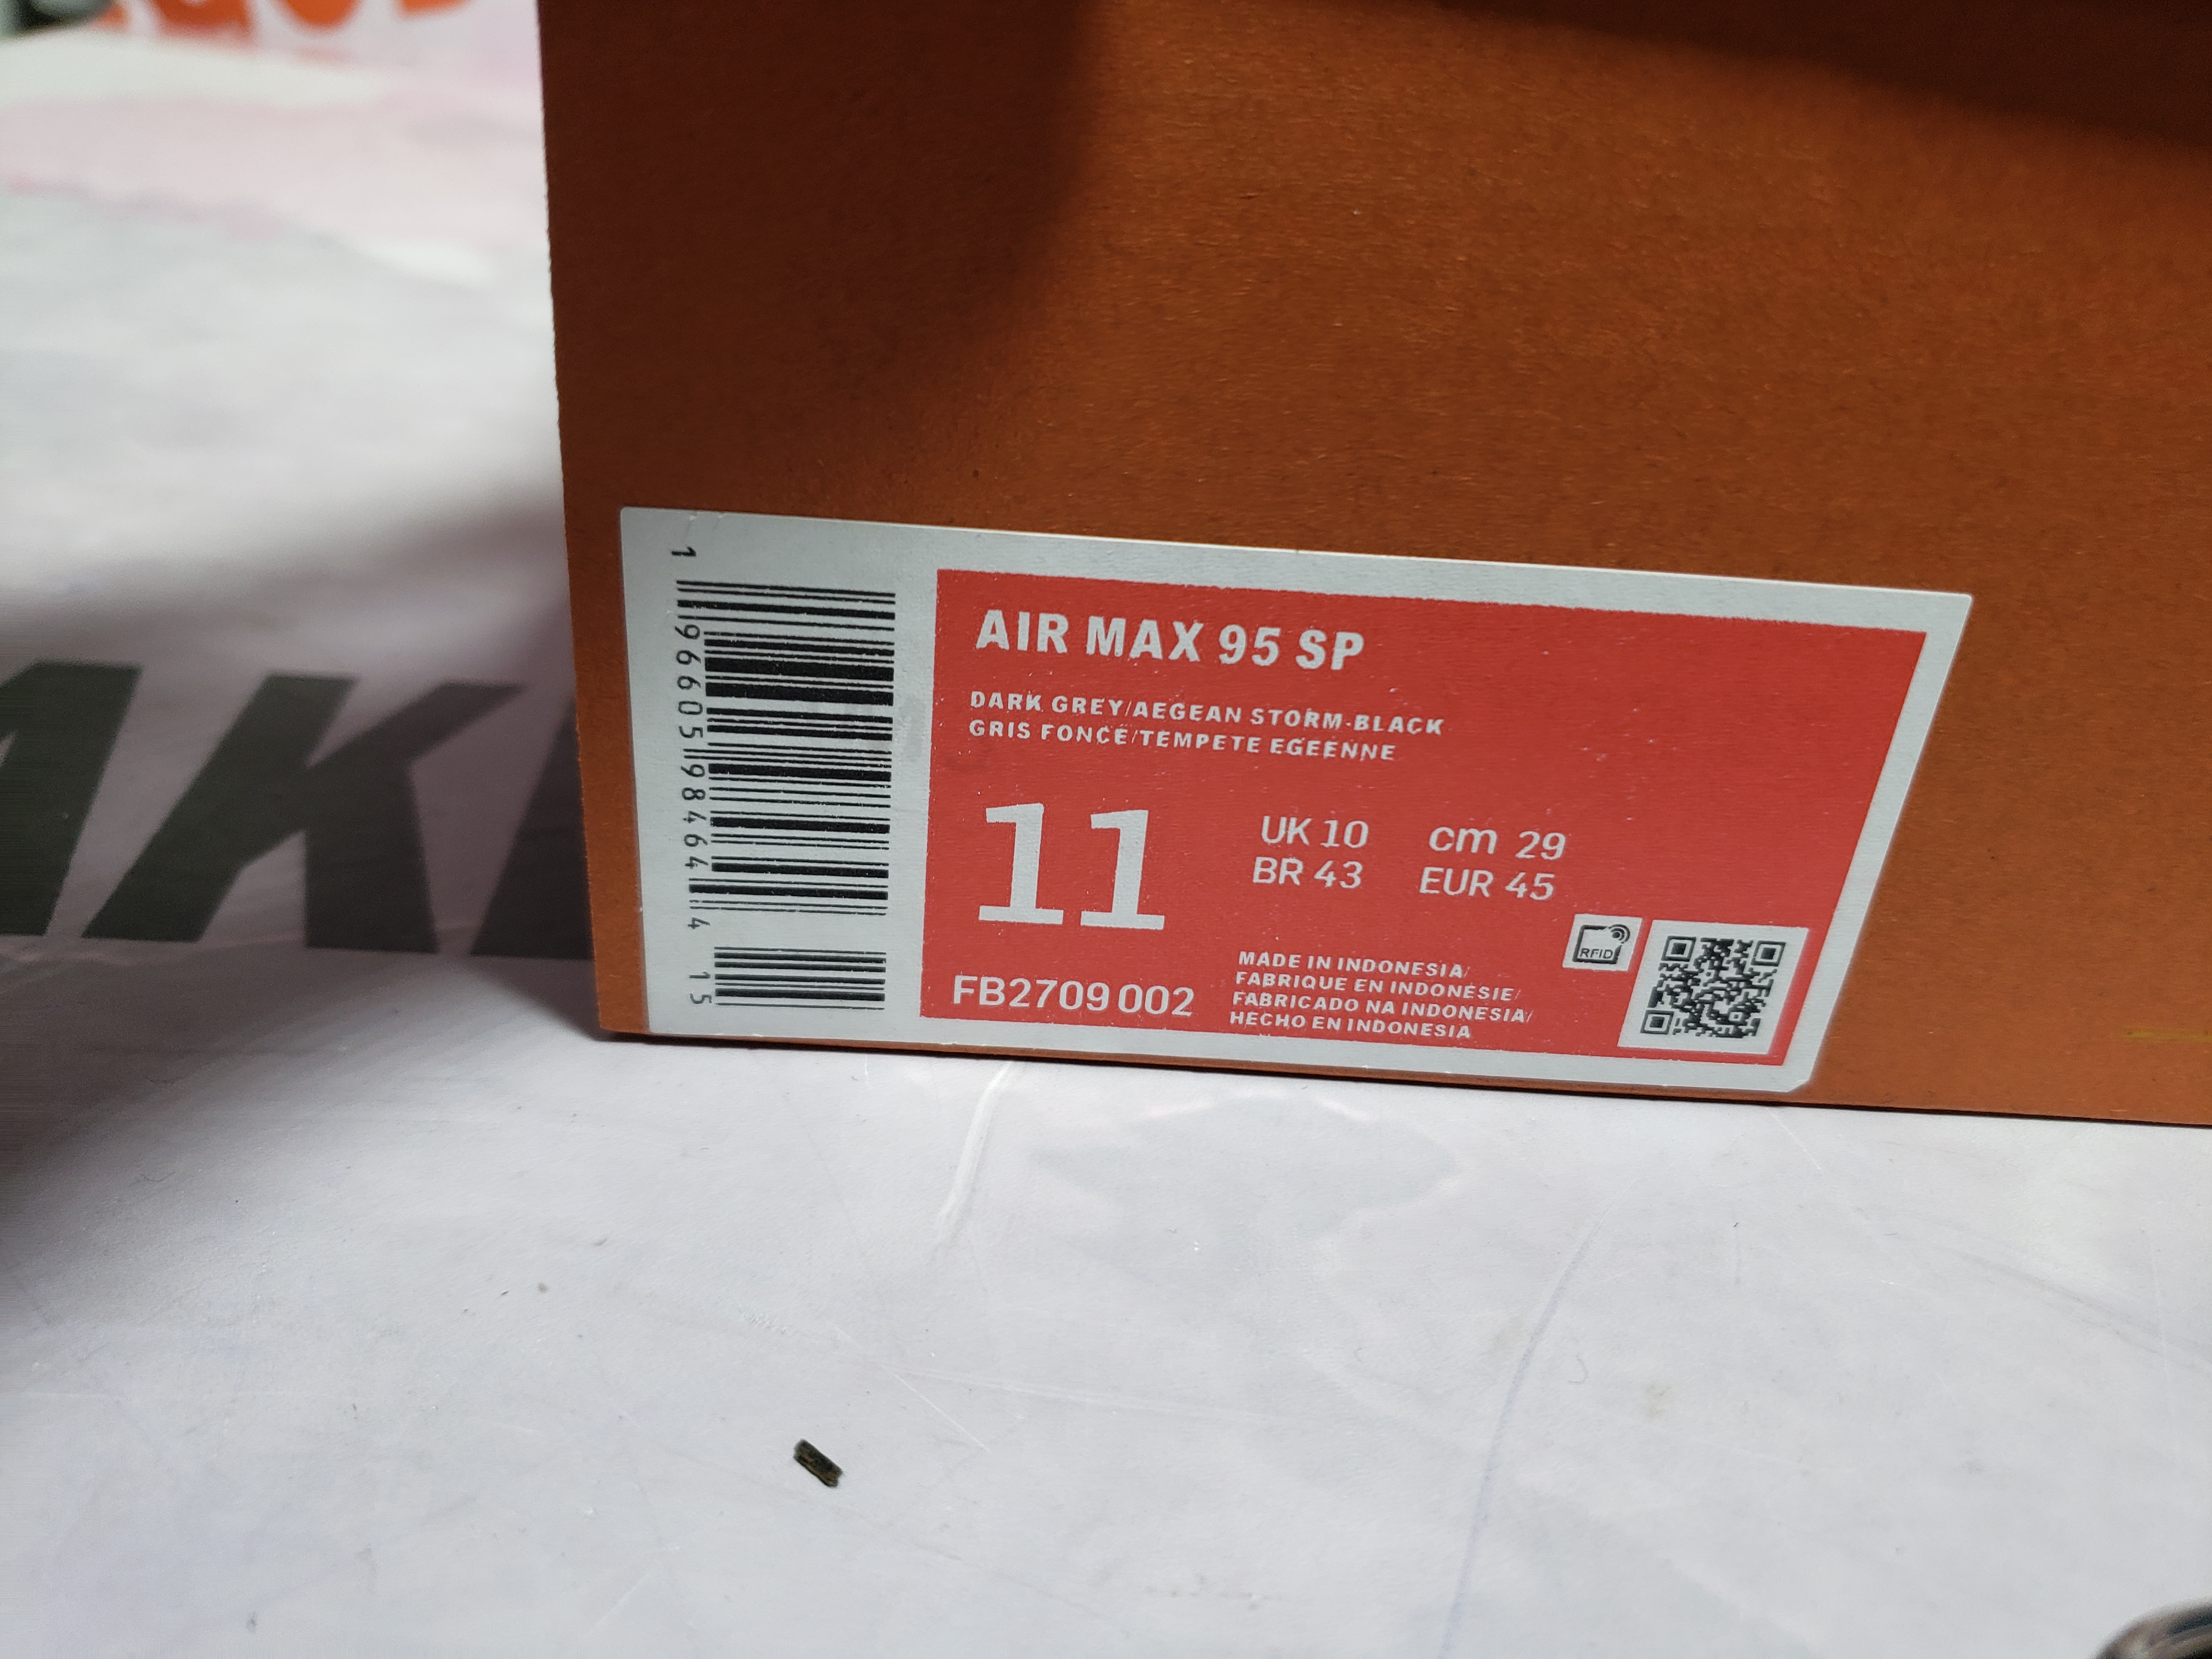 1 96605 98464 4 15
AIR MAX 95 SP
DARK GREY/AEGEAN STORM-BLACK
GRIS FONCE/TEMPETE EGEENNE
11
UK 10 cm 29
BR 43 EUR 45
RFID
FB2709 002
MADE IN INDONESIA/
FABRIQUE EN INDONÉSIE/
FABRICADO NA INDONESIA/
HECHO EN INDONESIA